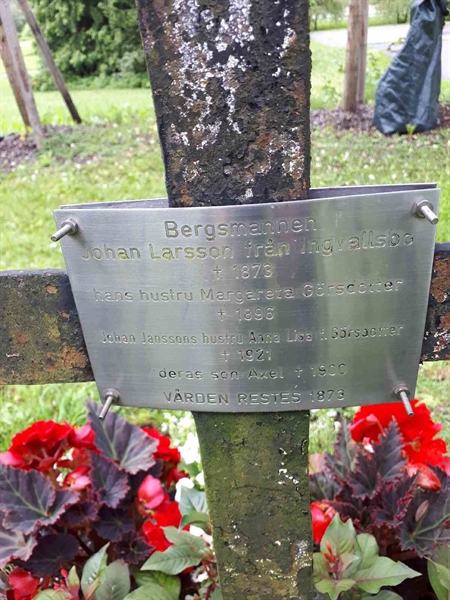 Bergsmannen
Johan Larsson från Ingvallsbo
† 1873
hans hustru Margareta Görsdotter
† 1896
Johan Janssons hustru Anna Lisa f. Görsdotter
† 1921
deras son Axel † 1900
VÅRDEN RESTES 1873